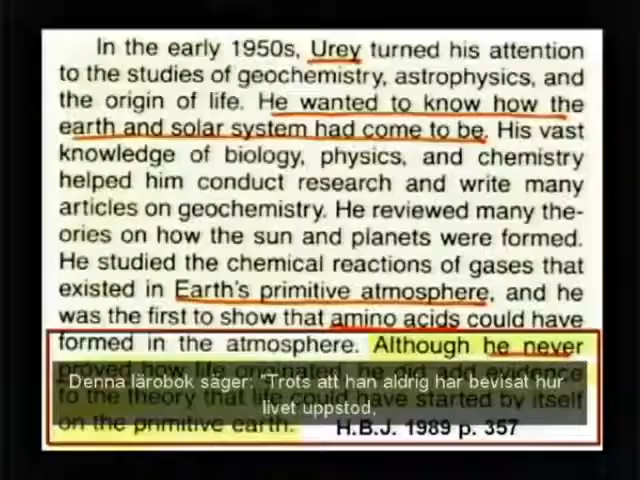 In the early 1950s, Urey turned his attention
to the studies of geochemistry, astrophysics, and
the origin of life. He wanted to know how the
earth and solar system had come to be. His vast
knowledge of biology, physics, and chemistry
helped him conduct research and write many
articles on geochemistry. He reviewed many the-
ories on how the sun and planets were formed.
He studied the chemical reactions of gases that
existed in Earth's primitive atmosphere, and he
was the first to show that amino acids could have
formed in the atmosphere. Although he never
proved how life originated, he did add evidence
Denna lärobok säger: "Trots att han aldrig har bevisat hur
to the theory that life could have started by itself
livet uppstod,
on the primitive earth.
H.B.J. 1989 p. 357